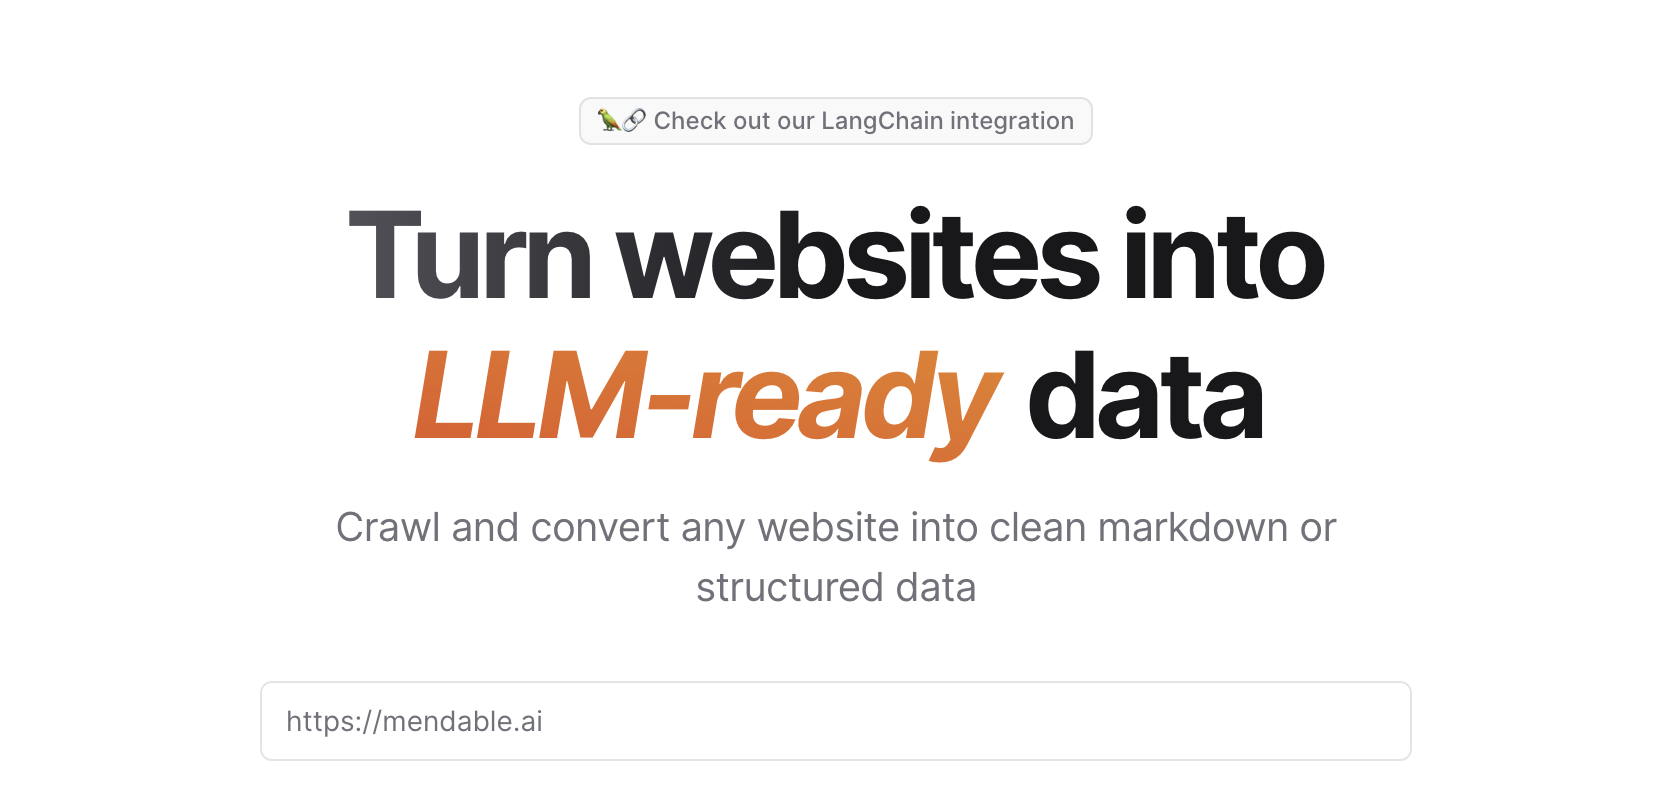 🦜🔗 Check out our LangChain integration
Turn websites into
LLM-ready data
Crawl and convert any website into clean markdown or
structured data
https://mendable.ai